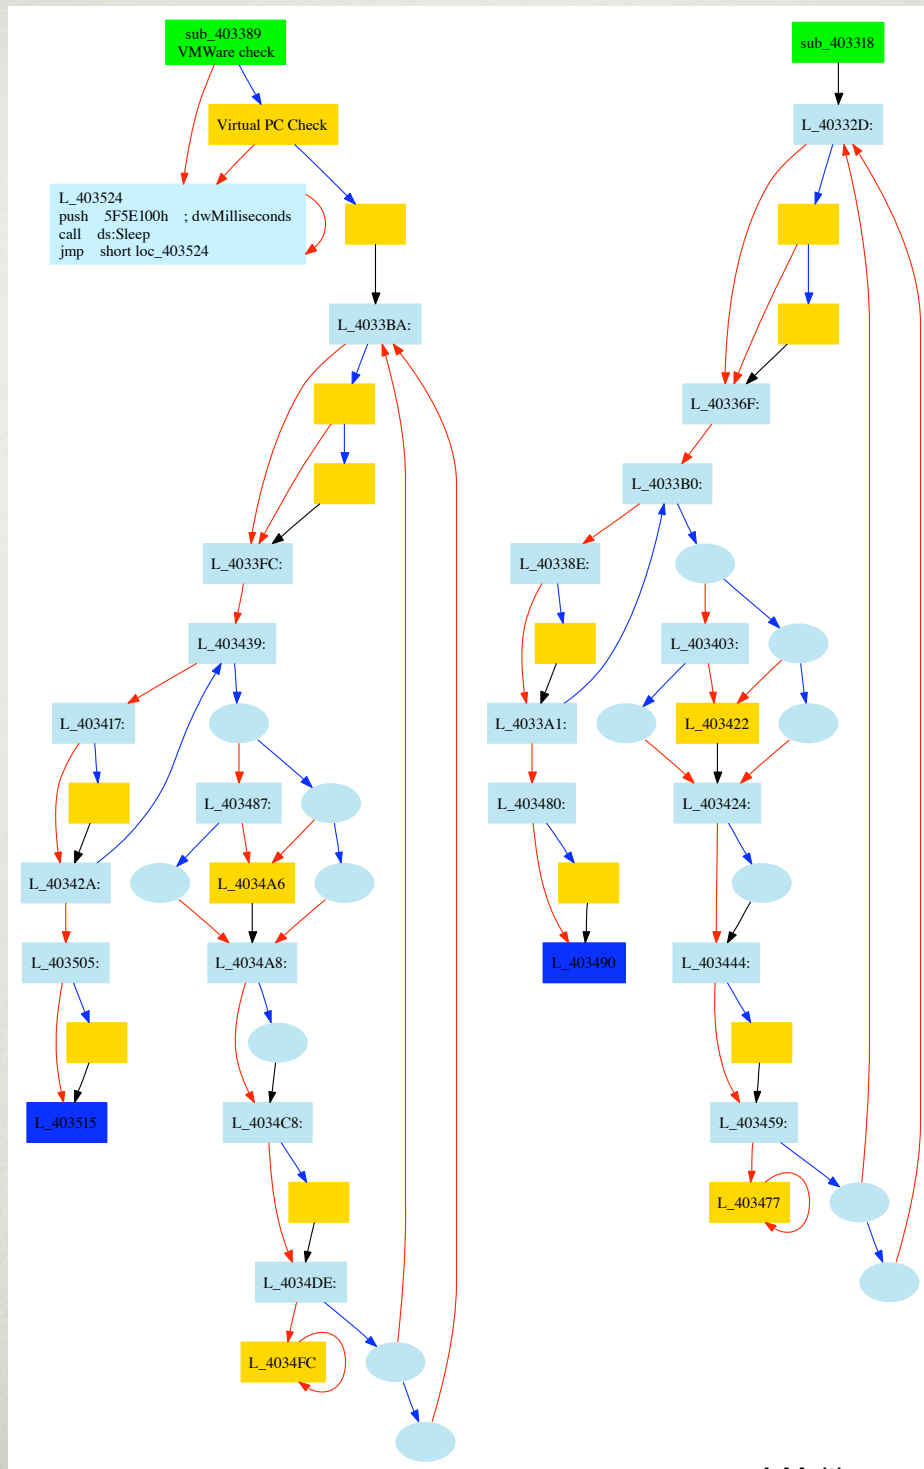 sub_403389
VMWare check
Virtual PC Check
L_403524
push 5F5E100h ; dwMilliseconds
call ds:Sleep
jmp short loc_403524
L_4033BA:
L_4033FC:
L_403439:
L_403417:
L_403487:
L_40342A:
L_4034A6
L_403505:
L_4034A8:
L_403515
L_4034C8:
L_4034DE:
L_4034FC
sub_403318
L_40332D:
L_40336F:
L_4033B0:
L_40338E:
L_403403:
L_4033A1:
L_403422
L_403480:
L_403424:
L_403490
L_403444:
L_403459:
L_403477